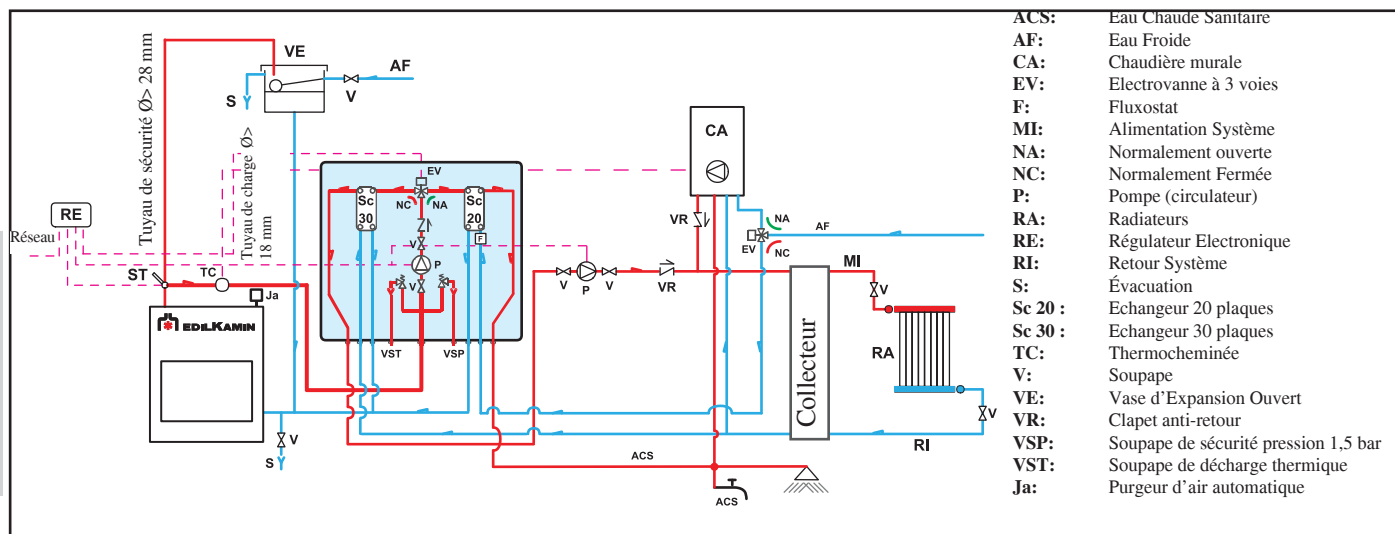 Tuyau de sécurité Ø> 28 mm
VE
AF
V
S
Tuyau de charge Ø>
18 mm
RE
Réseau
ST
TC
Ja
EDILKAMIN
V
S
EV
Sc
30
NC
NA
Sc
20
F
V
P
V
VST
VSP
CA
VR
NA
EV
NC
AF
V
P
V
VR
MI
V
Collecteur
RA
V
RI
ACS
ACS
ACS: Eau Chaude Sanitaire
AF: Eau Froide
CA: Chaudière murale
EV: Electrovanne à 3 voies
F: Fluxostat
MI: Alimentation Système
NA: Normalement ouverte
NC: Normalement Fermée
P: Pompe (circulateur)
RA: Radiateurs
RE: Régulateur Electronique
RI: Retour Système
S: Évacuation
Sc 20 : Echangeur 20 plaques
Sc 30 : Echangeur 30 plaques
TC: Thermocheminée
V: Soupape
VE: Vase d’Expansion Ouvert
VR: Clapet anti-retour
VSP: Soupape de sécurité pression 1,5 bar
VST: Soupape de décharge thermique
Ja: Purgeur d’air automatique